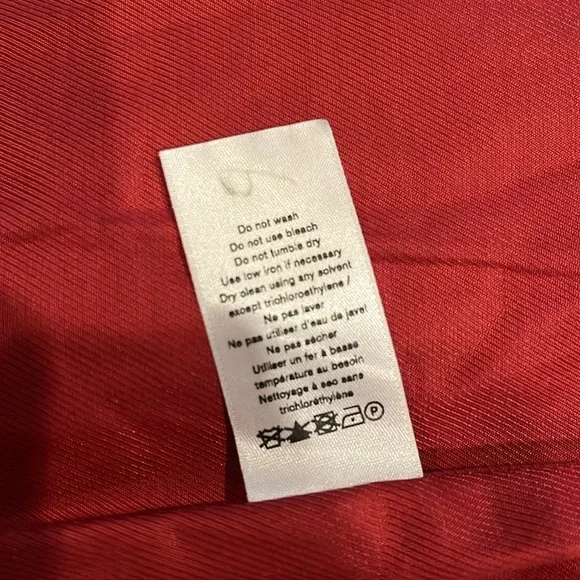 Do not wash
Do not use bleach
Do not tumble dry
Use low iron if necessary
Dry clean using any solvent
except trichloroethylene /
Ne pas laver
Ne pas utiliser d'eau de javel
Ne pas sécher
Utiliser un fer à basse
température au besoin
Nettoyage à sec sans
trichloréthylène
P